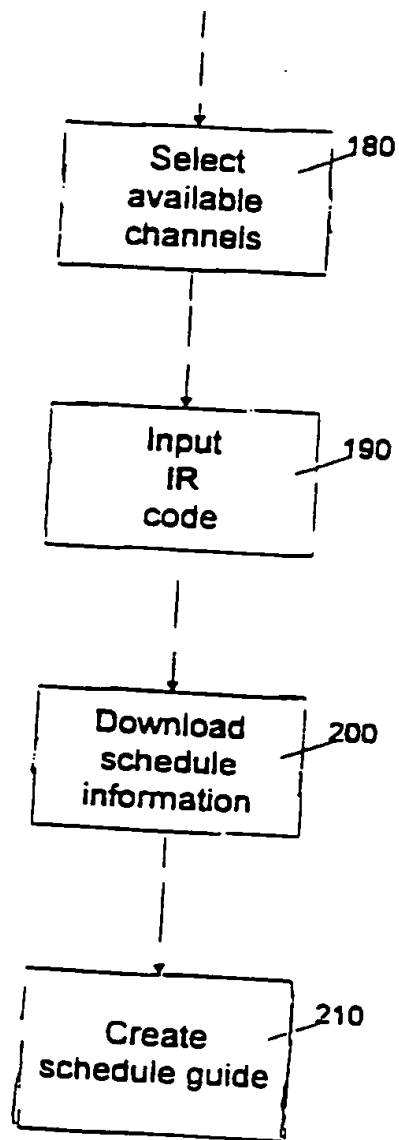 180
Select
available
channels
190
Input
IR
code
200
Download
schedule
information
210
Create
schedule guide